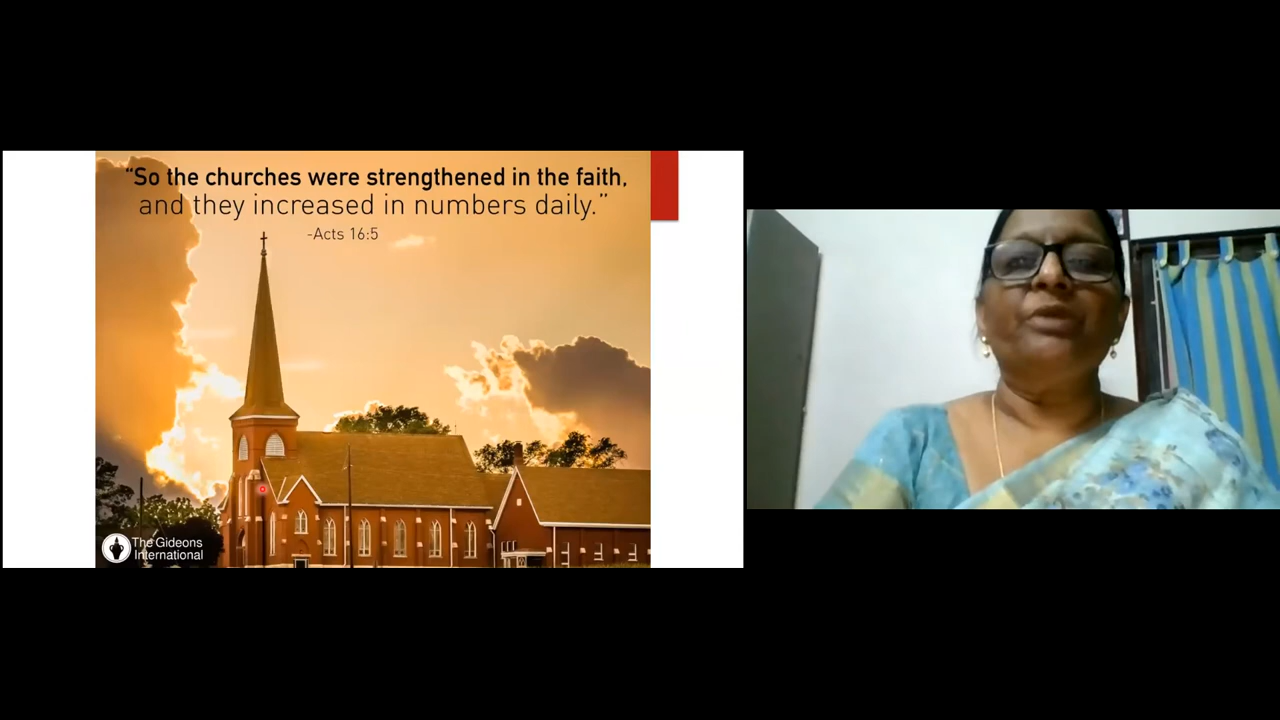 “So the churches were strengthened in the faith,
and they increased in numbers daily.”
-Acts 16:5
The Gideons
International